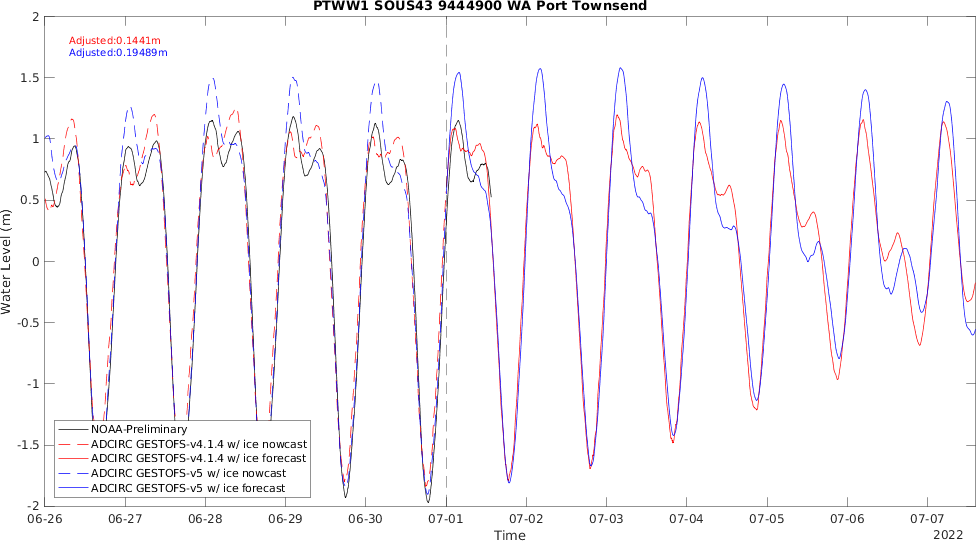 PTWW1 SOUS43 9444900 WA Port Townsend
Adjusted:0.1441m
Adjusted:0.19489m
Water Level (m)
2
1.5
1
0.5
0
-0.5
-1
-1.5
-2
NOAA-Preliminary
ADCIRC GESTOFS-v4.1.4 w/ ice nowcast
ADCIRC GESTOFS-v4.1.4 w/ ice forecast
ADCIRC GESTOFS-v5 w/ ice nowcast
ADCIRC GESTOFS-v5 w/ ice forecast
06-26 06-27 06-28 06-29 06-30 07-01 07-02 07-03 07-04 07-05 07-06 07-07
Time
2022